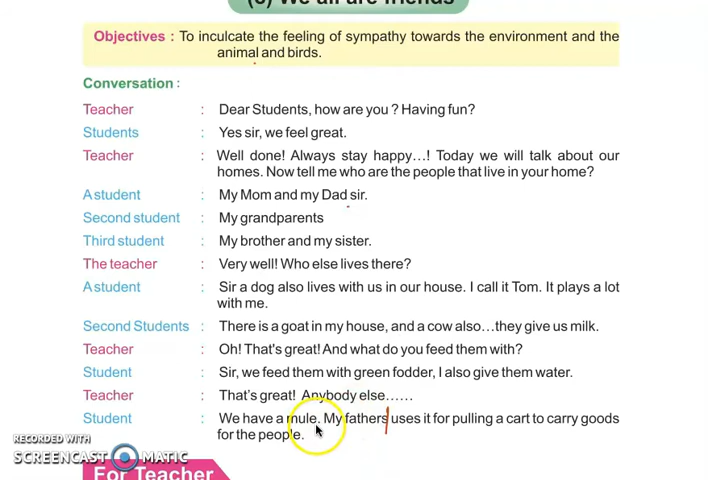 (3) We all are friends
Objectives : To inculcate the feeling of sympathy towards the environment and the
animal and birds.
Conversation :
Teacher : Dear Students, how are you ? Having fun?
Students : Yes sir, we feel great.
Teacher : Well done! Always stay happy…! Today we will talk about our
homes. Now tell me who are the people that live in your home?
A student : My Mom and my Dad sir.
Second student : My grandparents
Third student : My brother and my sister.
The teacher : Very well! Who else lives there?
A student : Sir a dog also lives with us in our house. I call it Tom. It plays a lot
with me.
Second Students : There is a goat in my house, and a cow also…they give us milk.
Teacher : Oh! That's great! And what do you feed them with?
Student : Sir, we feed them with green fodder, I also give them water.
Teacher : That's great! Anybody else……
Student : We have a mule. My fathers uses it for pulling a cart to carry goods
for the people.
RECORDED WITH
SCREENCAST MATIC
For Teacher